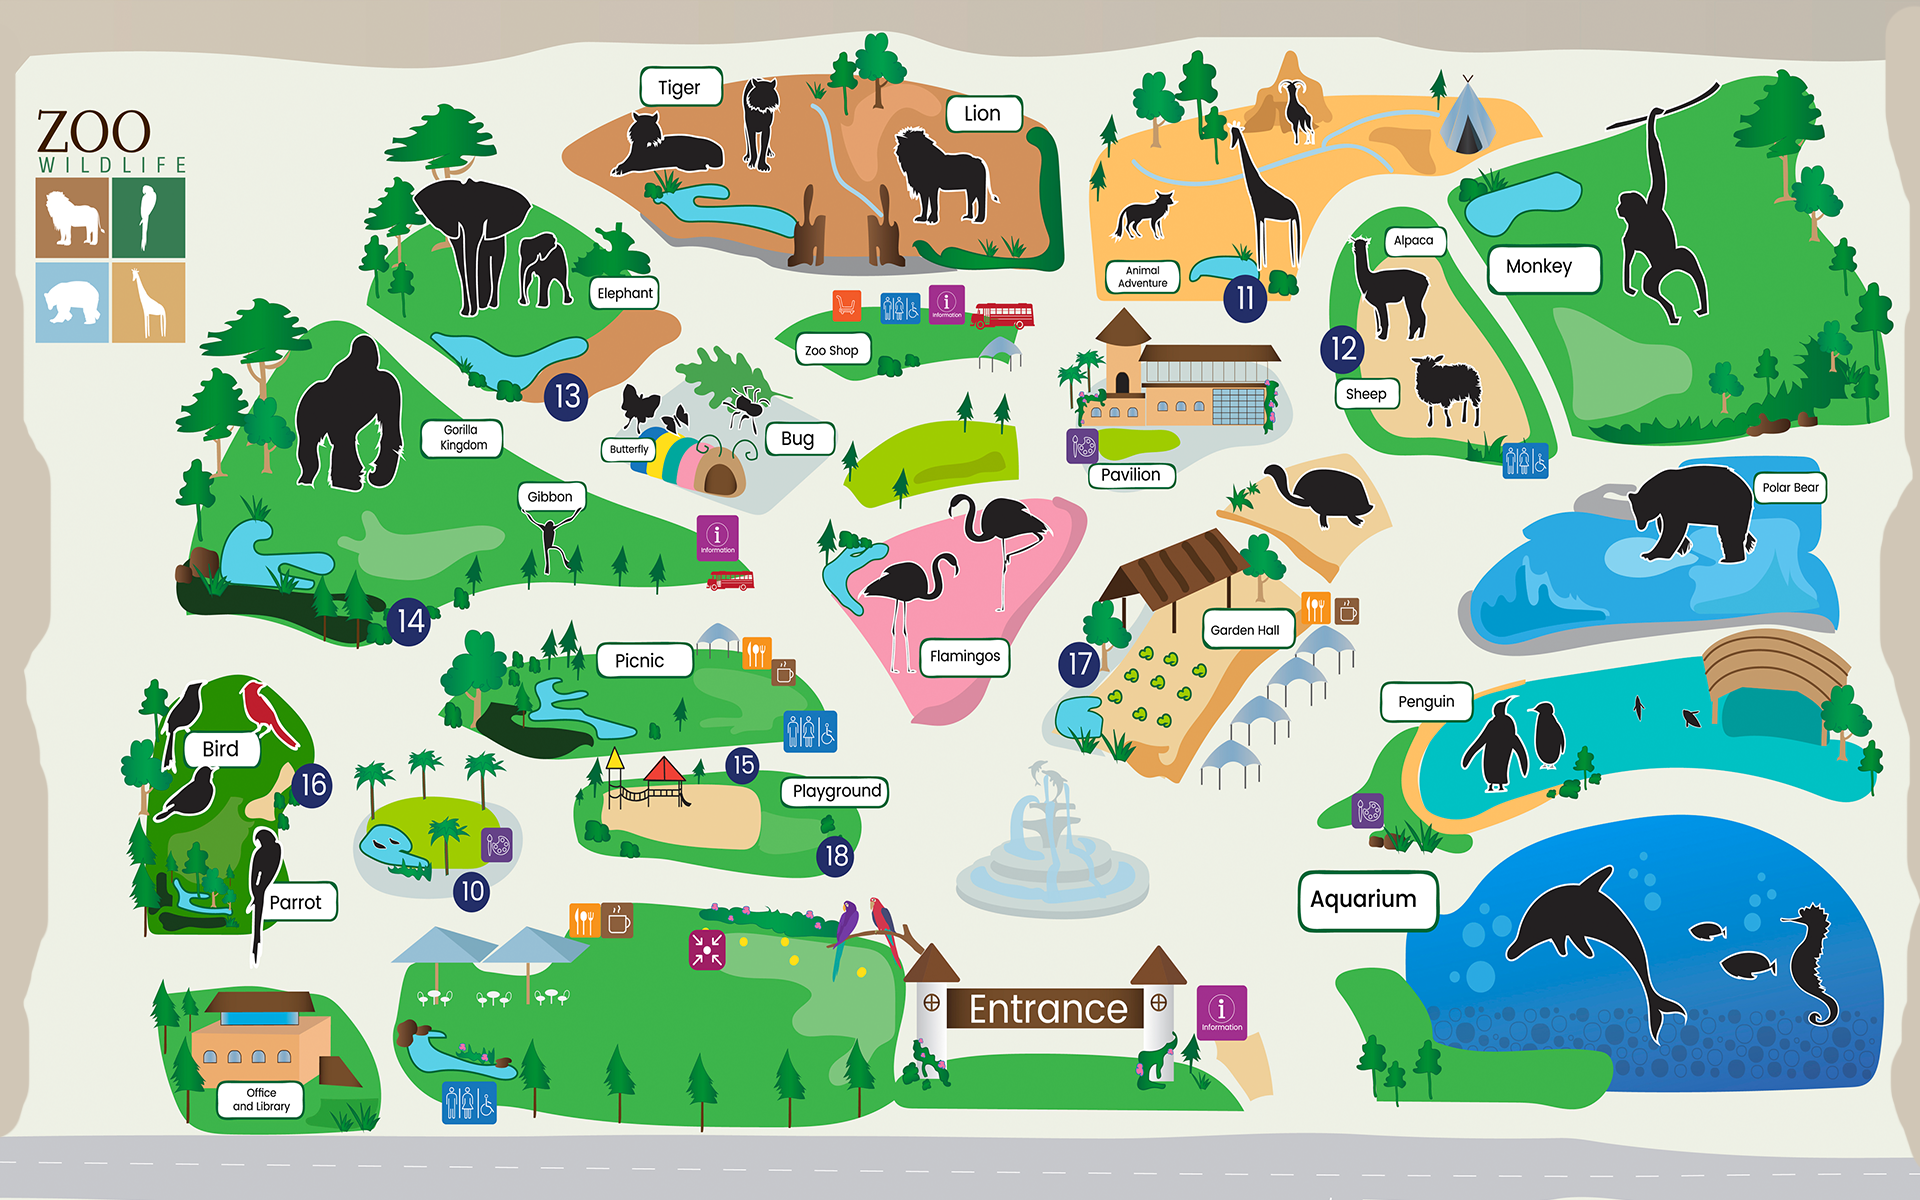 ZOO
WILDLIFE
Tiger
Lion
Elephant
Animal
Adventure
11
Alpaca
Monkey
12
Sheep
Information
Zoo Shop
13
Gorilla
Kingdom
Butterfly
Bug
Pavilion
Gibbon
Information
Polar Bear
14
Picnic
Flamingos
17
Garden Hall
Penguin
Bird
16
15
Playground
18
10
Parrot
Aquarium
Entrance
Information
Office
and Library